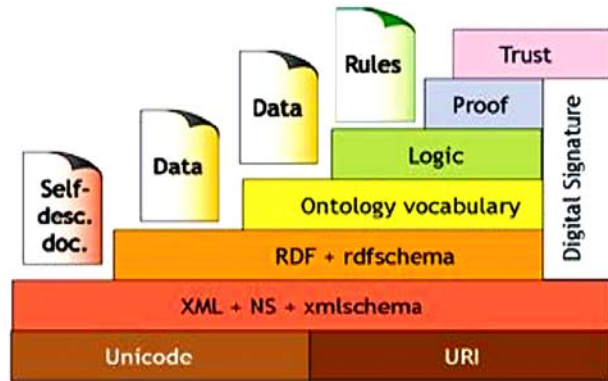 Rules
Trust
Data
Proof
Data
Logic
Self-
desc.
doc.
Ontology vocabulary
Digital Signature
RDF + rdfschema
XML + NS + xmlschema
Unicode
URI